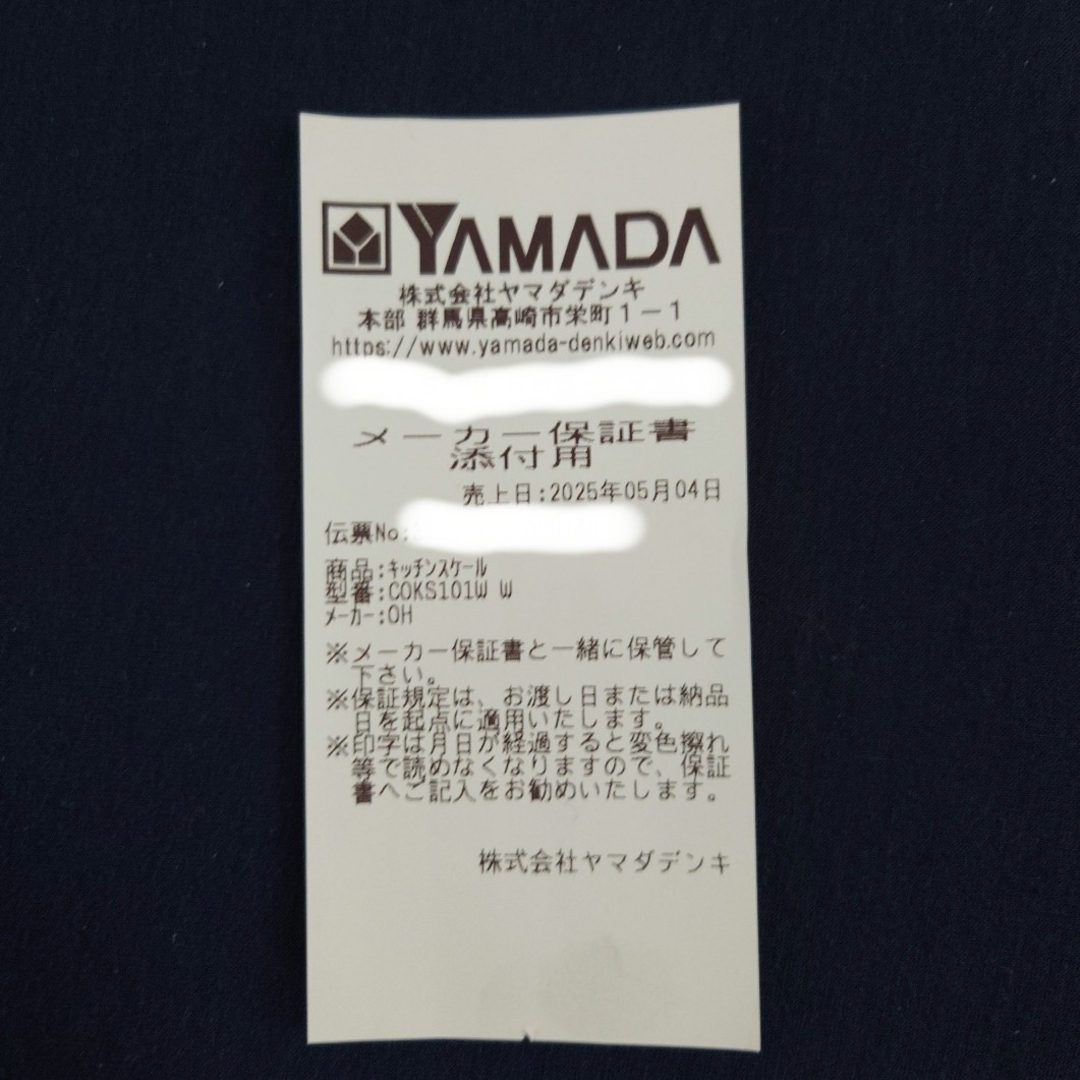 YAMADA
株式会社ヤマダデンキ
本部 群馬県高崎市栄町1-1
https://www.yamada-denkiweb.com
メーカー保証書
添付用
売上日:2025年05月04日
伝票No:
商品:ｷｯﾁﾝｽｹｰﾙ
型番:COKS101W W
ﾒｰｶｰ:OH
※メーカー保証書と一緒に保管して
下さい。
※保証規定は、お渡し日または納品
日を起点に適用いたします。
※印字は月日が経過すると変色擦れ
等で読めなくなりますので、保証
書へご記入をお勧めいたします。
株式会社ヤマダデンキ